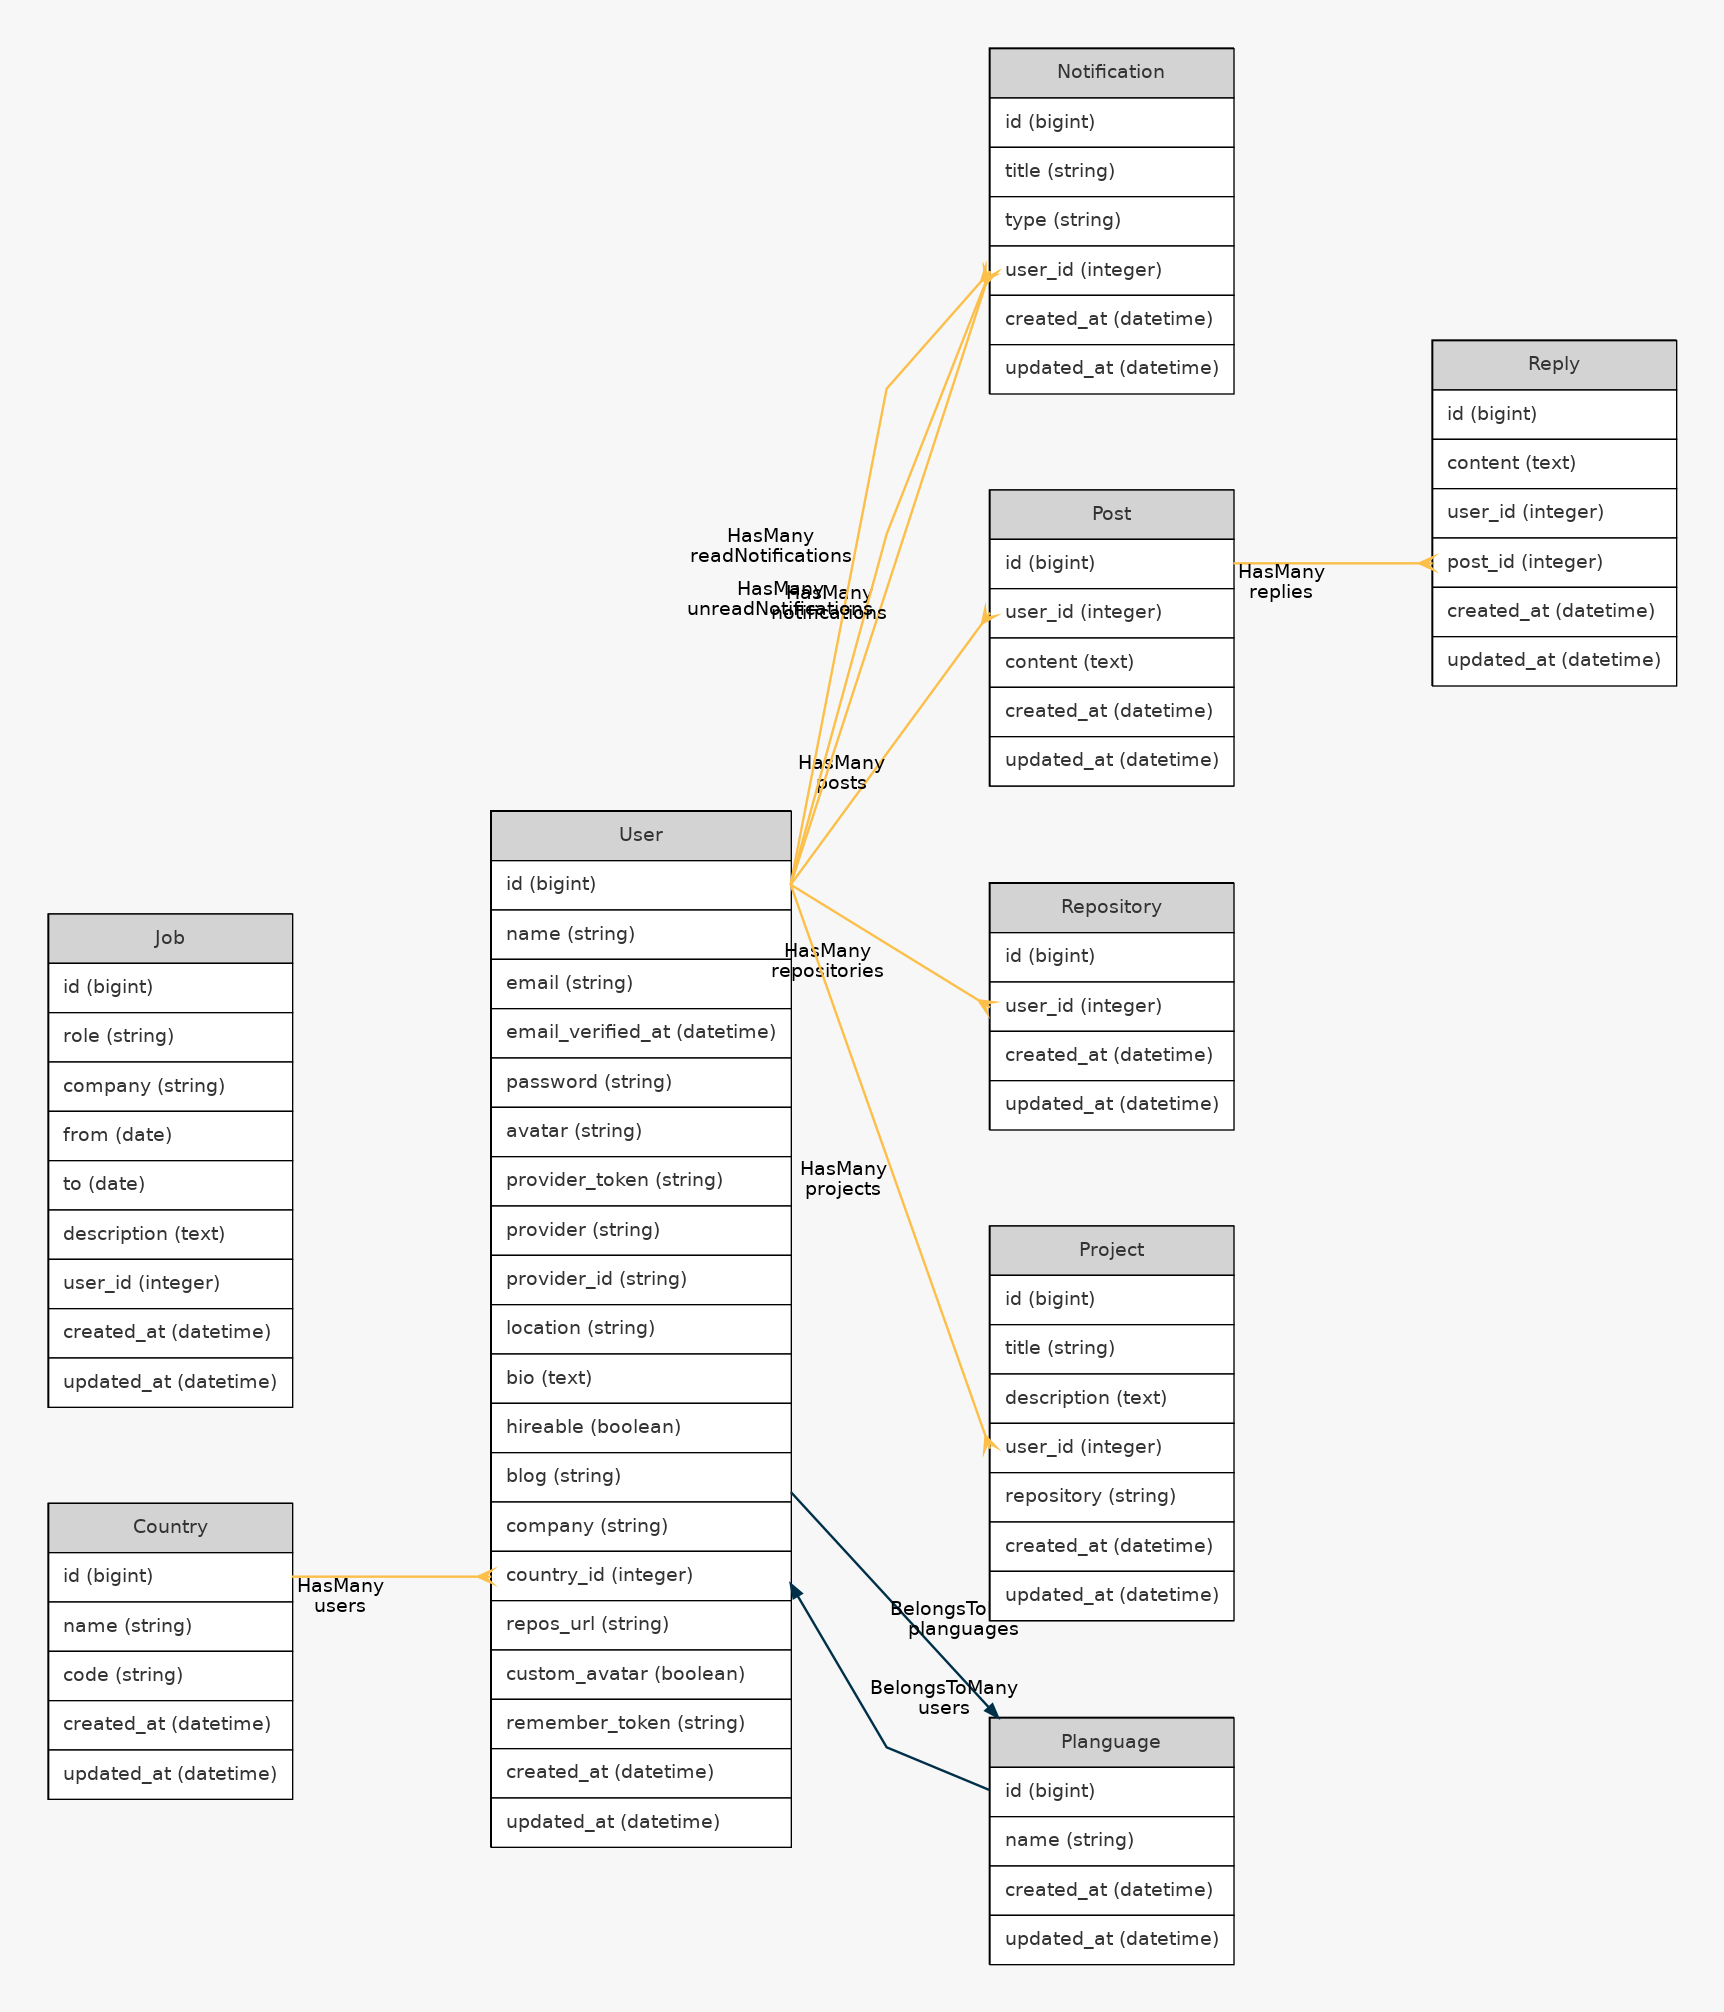 Notification
id (bigint)
title (string)
type (string)
user_id (integer)
created_at (datetime)
updated_at (datetime)
Reply
id (bigint)
content (text)
user_id (integer)
post_id (integer)
created_at (datetime)
updated_at (datetime)
Post
id (bigint)
user_id (integer)
content (text)
created_at (datetime)
updated_at (datetime)
HasMany
replies
HasMany
readNotifications
HasMany
unreadNotifications
HasMany
notifications
HasMany
posts
User
id (bigint)
name (string)
email (string)
email_verified_at (datetime)
password (string)
avatar (string)
provider_token (string)
provider (string)
provider_id (string)
location (string)
bio (text)
hireable (boolean)
blog (string)
company (string)
country_id (integer)
repos_url (string)
custom_avatar (boolean)
remember_token (string)
created_at (datetime)
updated_at (datetime)
HasMany
repositories
Repository
id (bigint)
user_id (integer)
created_at (datetime)
updated_at (datetime)
Job
id (bigint)
role (string)
company (string)
from (date)
to (date)
description (text)
user_id (integer)
created_at (datetime)
updated_at (datetime)
HasMany
projects
Project
id (bigint)
title (string)
description (text)
user_id (integer)
repository (string)
created_at (datetime)
updated_at (datetime)
Country
id (bigint)
name (string)
code (string)
created_at (datetime)
updated_at (datetime)
HasMany
users
BelongsTo
planguages
BelongsToMany
users
Planguage
id (bigint)
name (string)
created_at (datetime)
updated_at (datetime)